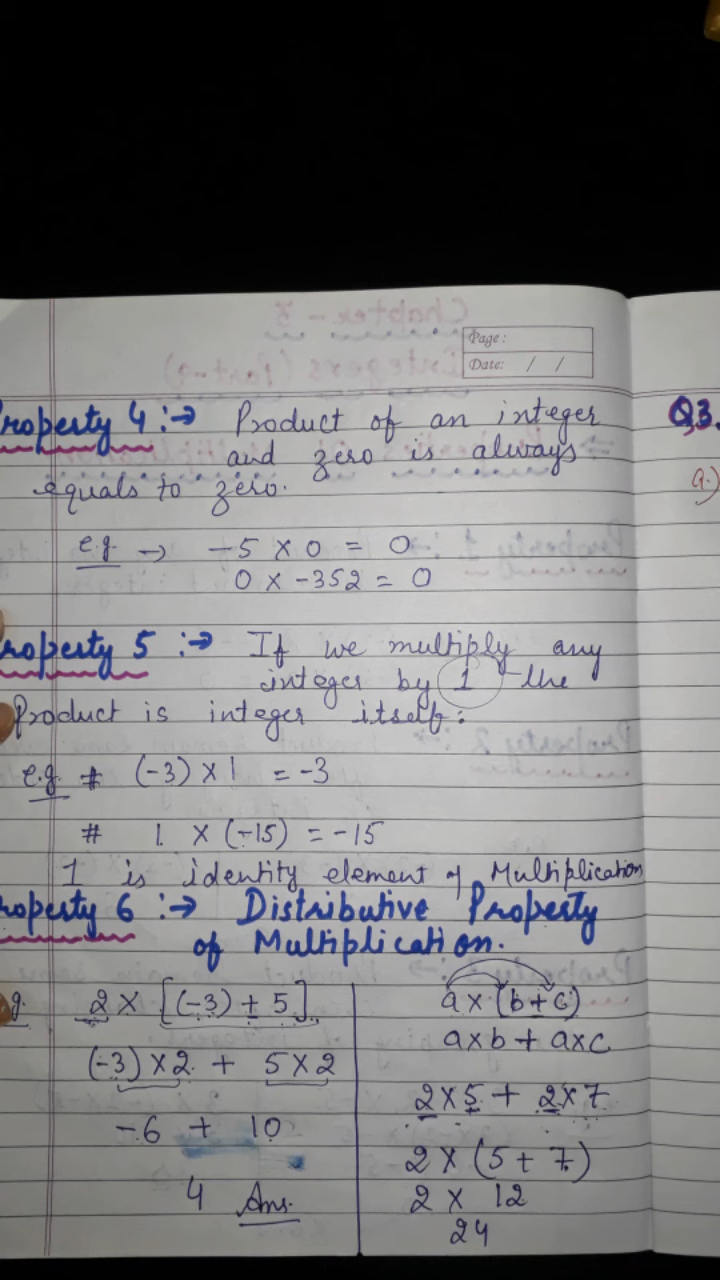 Page:
Date: / /
roperty 4 :→ Product of an integer
and zero is always
equals to zero.
e.g. → -5 × 0 = 0
0 × -352 = 0
roperty 5 :→ If we multiply any
integer by 1 the
Product is integer itself.
e.g. # (-3) × 1 = -3
# 1 × (-15) = -15
1 is identity element of Multiplication
roperty 6 :→ Distributive Property
of Multiplication.
g. 2 × [(-3) + 5]
(-3) × 2 + 5 × 2
-6 + 10
4 Ans.
a × (b + c)
a × b + a × c
2 × 5 + 2 × 7
2 × (5 + 7)
2 × 12
24
Q3.
a.)